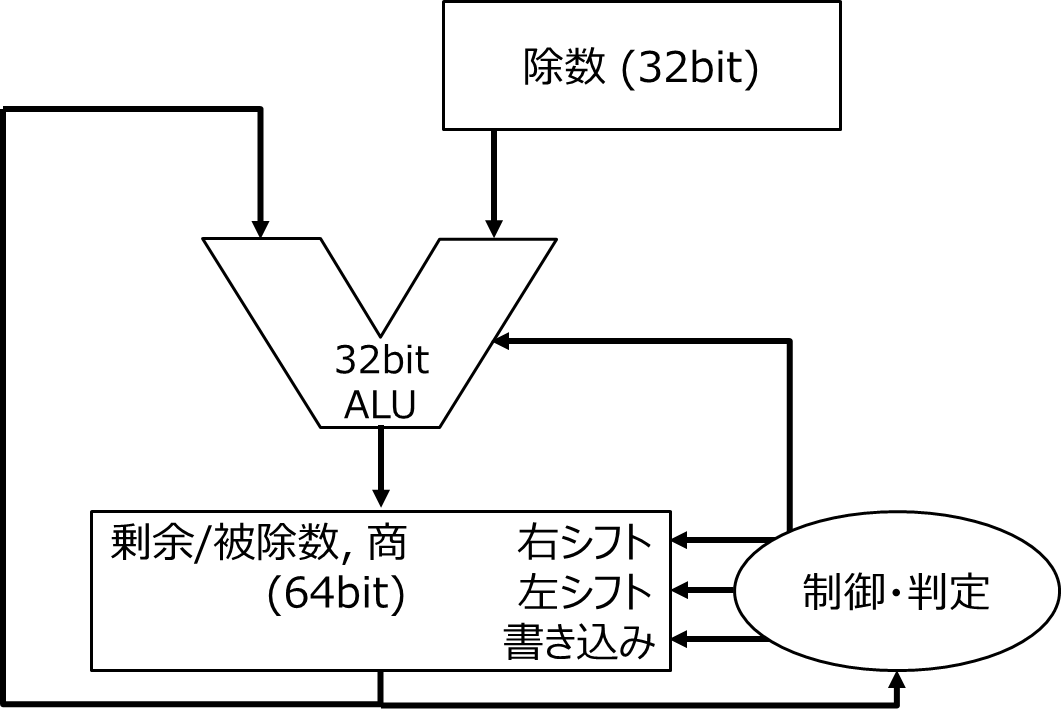 除数 (32bit)
32bit
ALU
剰余/被除数, 商
(64bit)
右シフト
左シフト
書き込み
制御・判定